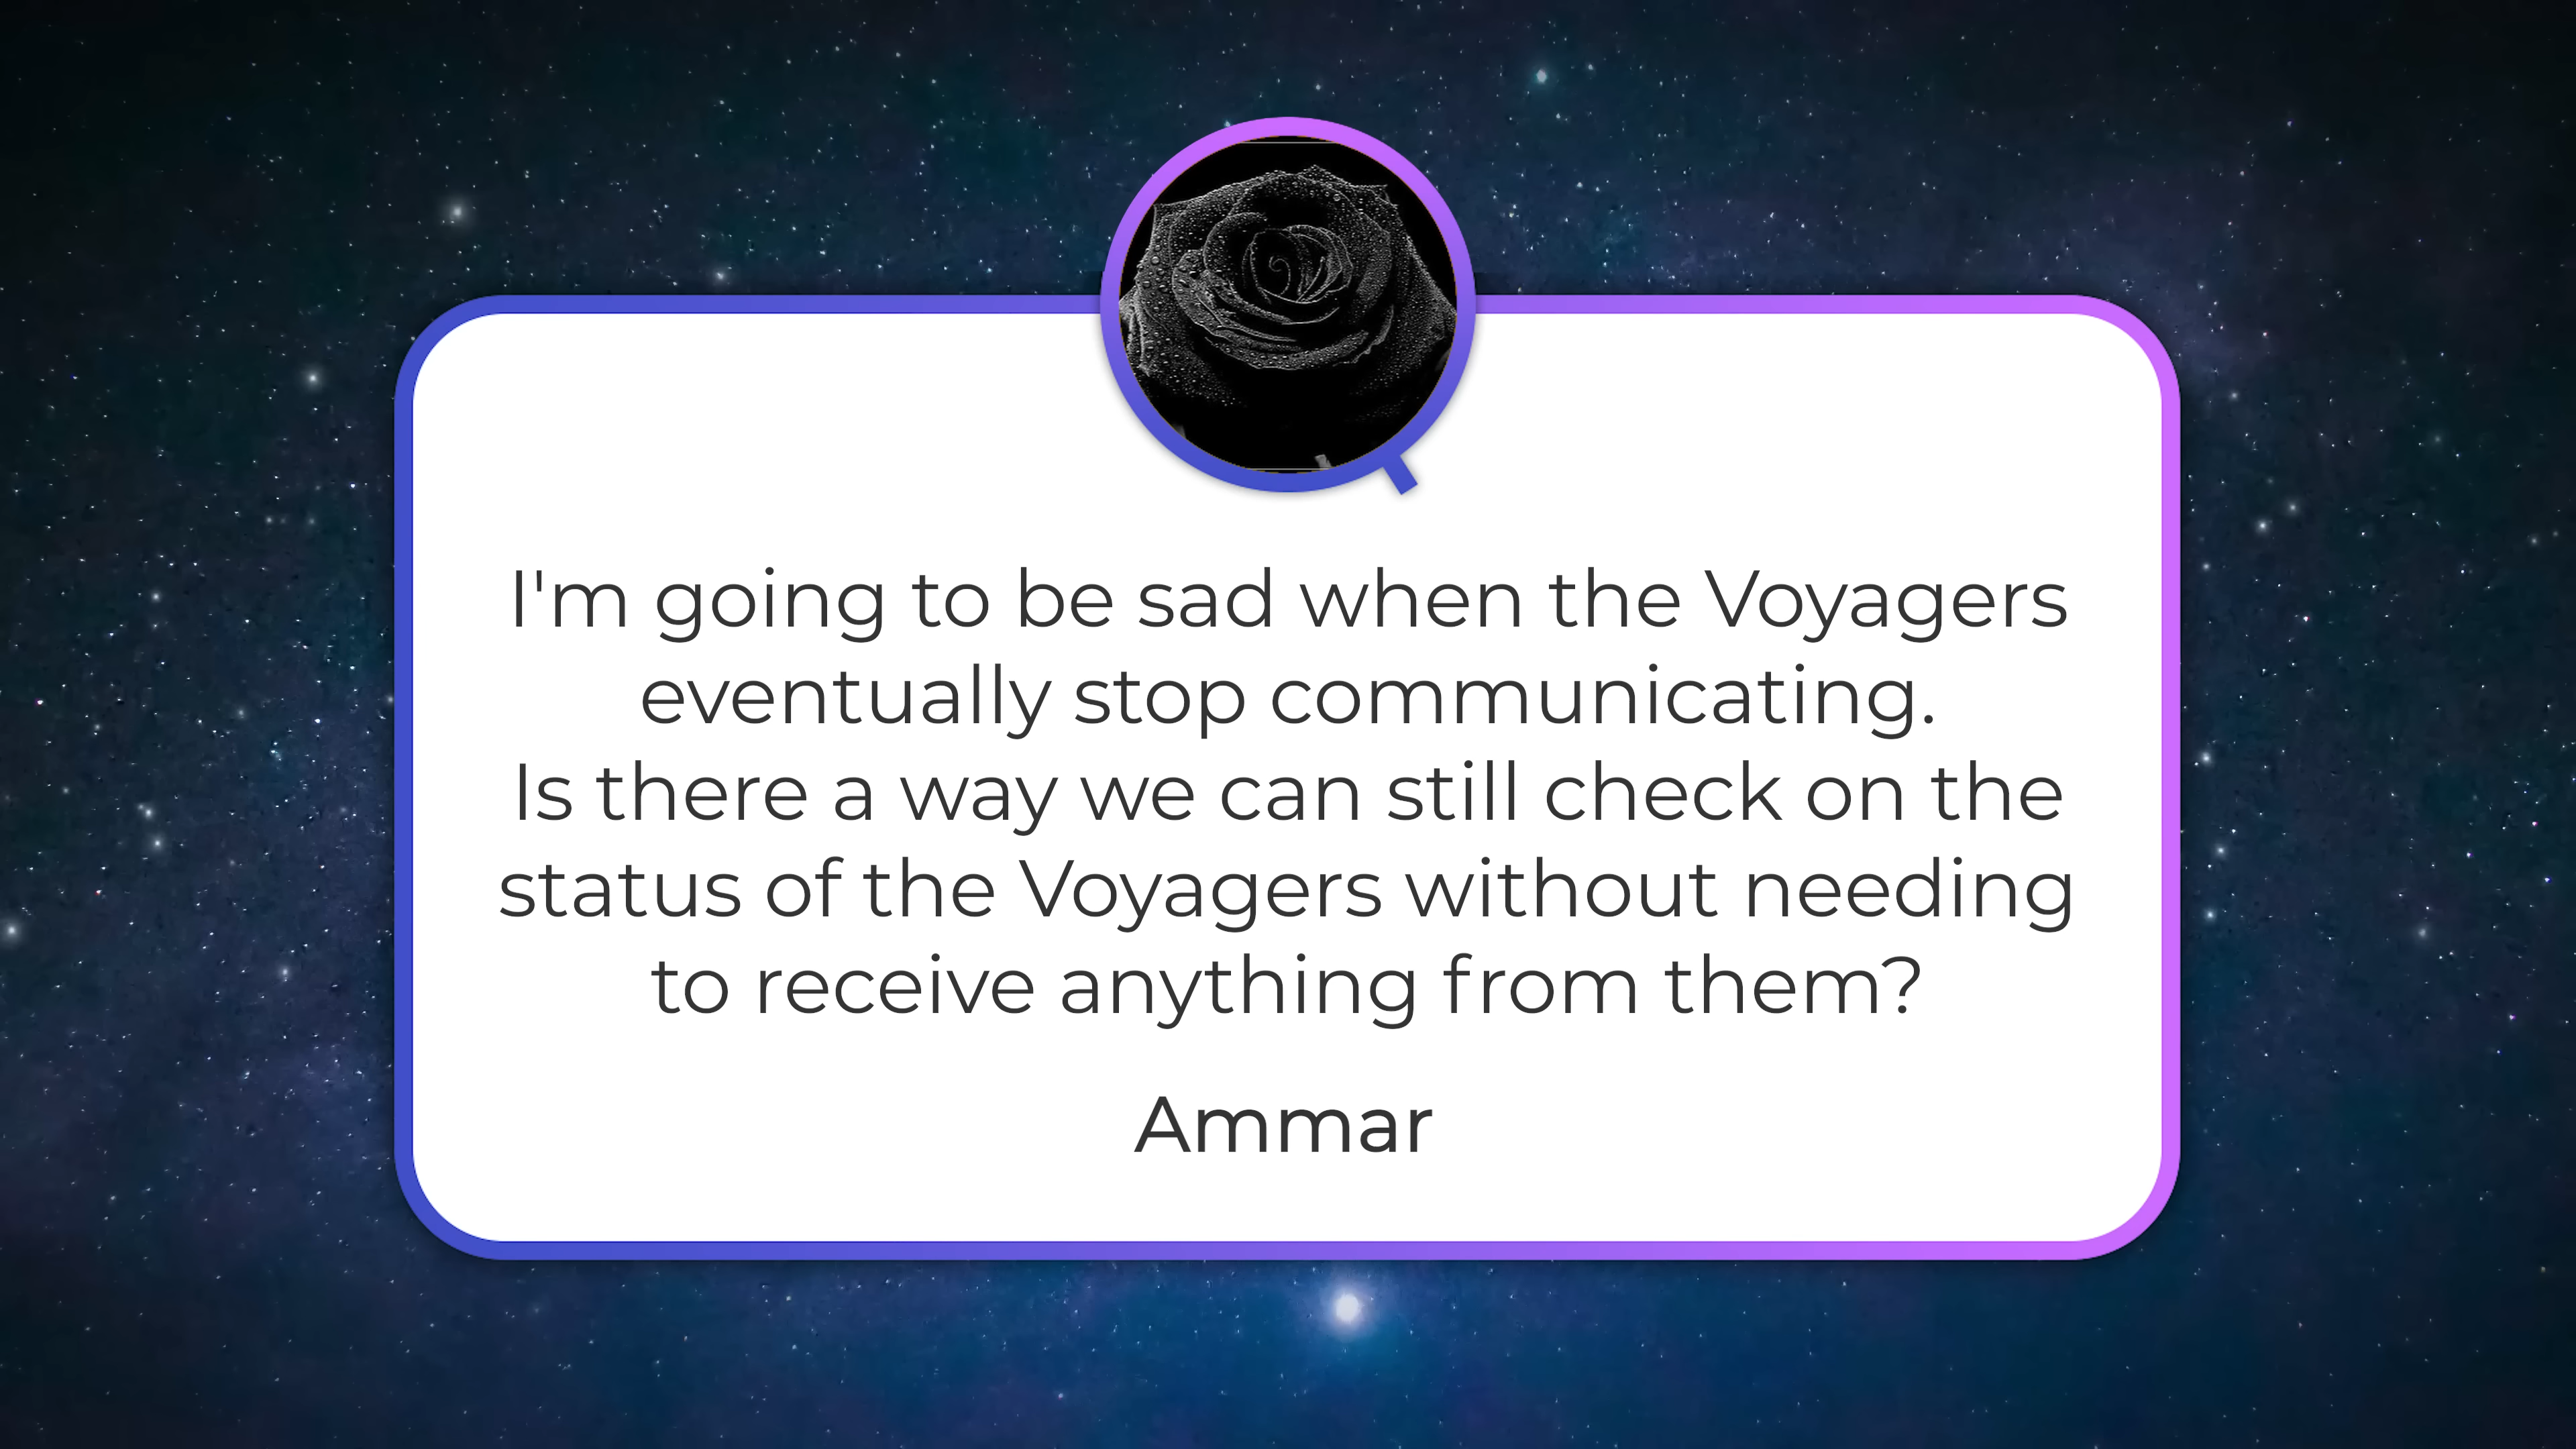 I'm going to be sad when the Voyagers
eventually stop communicating.
Is there a way we can still check on the
status of the Voyagers without needing
to receive anything from them?
Ammar